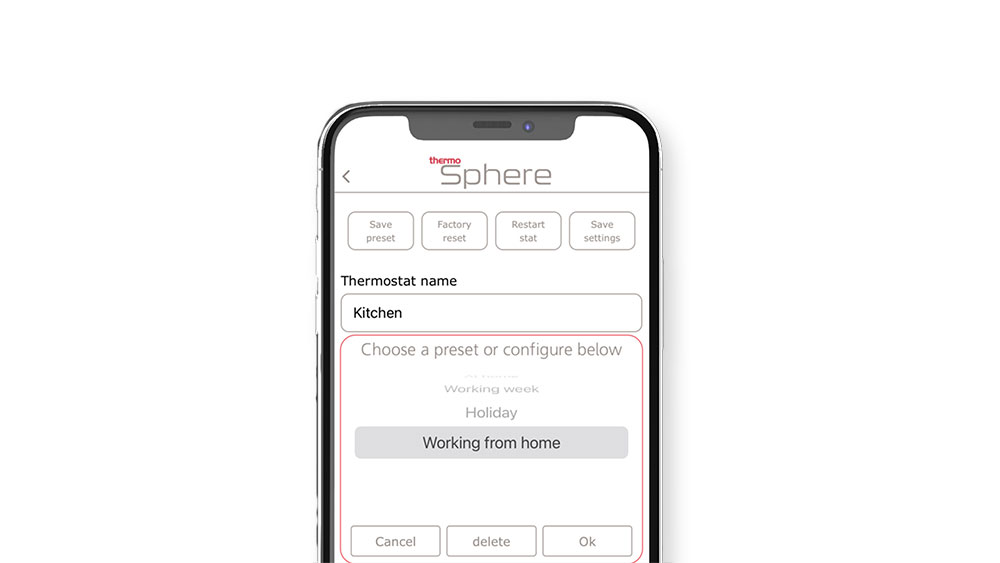 thermo
Sphere
Save preset
Factory reset
Restart stat
Save settings
Thermostat name
Kitchen
Choose a preset or configure below
Working week
Holiday
Working from home
Cancel
delete
Ok